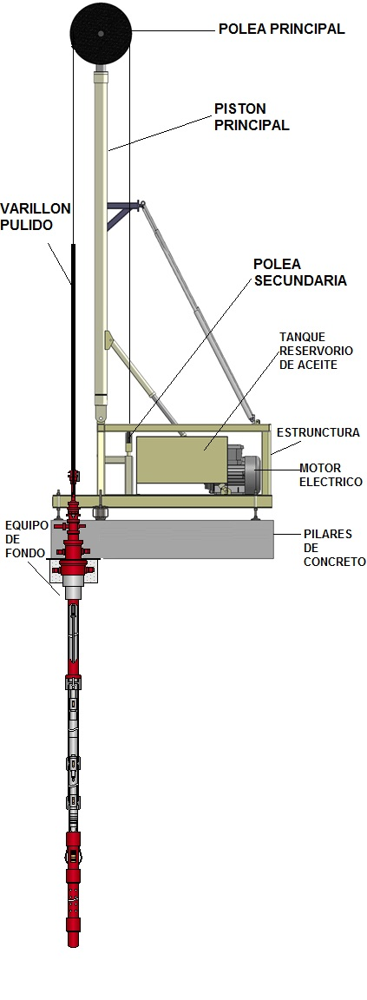 POLEA PRINCIPAL
PISTON
PRINCIPAL
VARILLON
PULIDO
POLEA
SECUNDARIA
TANQUE
RESERVORIO
DE ACEITE
ESTRUNCTURA
MOTOR
ELECTRICO
EQUIPO
DE
FONDO
PILARES
DE
CONCRETO